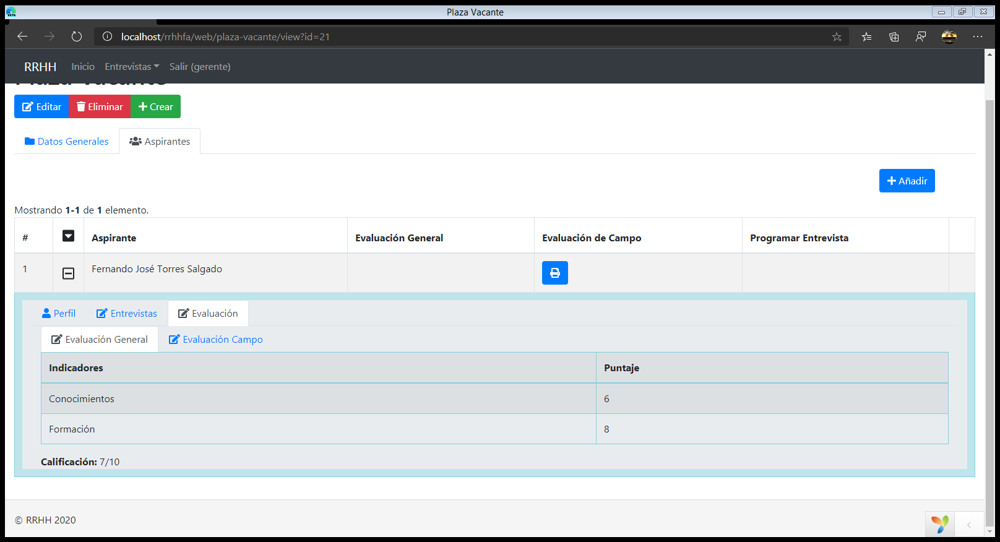 Plaza Vacante
localhost/rrhhfa/web/plaza-vacante/view?id=21
RRHH Inicio Entrevistas Salir (gerente)
Plaza Vacante
Editar Eliminar Crear
Datos Generales Aspirantes
Añadir
Mostrando 1-1 de 1 elemento.
# Aspirante Evaluación General Evaluación de Campo Programar Entrevista
1 Fernando José Torres Salgado
Perfil Entrevistas Evaluación
Evaluación General Evaluación Campo
Indicadores Puntaje
Conocimientos 6
Formación 8
Calificación: 7/10
© RRHH 2020